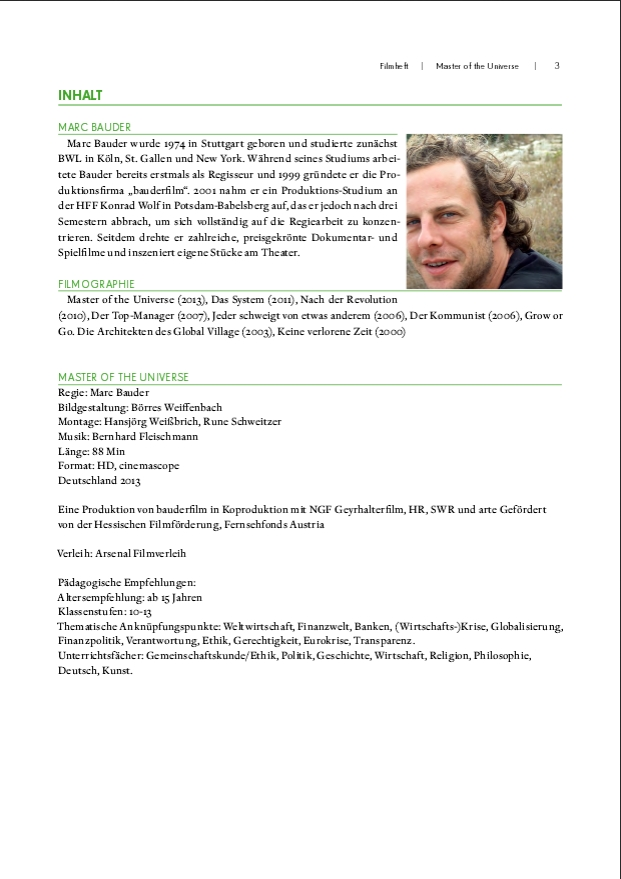 Filmheft | Master of the Universe | 3
INHALT
MARC BAUDER
Marc Bauder wurde 1974 in Stuttgart geboren und studierte zunächst
BWL in Köln, St. Gallen und New York. Während seines Studiums arbei-
tete Bauder bereits erstmals als Regisseur und 1999 gründete er die Pro-
duktionsfirma „bauderfilm“. 2001 nahm er ein Produktions-Studium an
der HFF Konrad Wolf in Potsdam-Babelsberg auf, das er jedoch nach drei
Semestern abbrach, um sich vollständig auf die Regiearbeit zu konzen-
trieren. Seitdem drehte er zahlreiche, preisgekrönte Dokumentar- und
Spielfilme und inszeniert eigene Stücke am Theater.
FILMOGRAPHIE
Master of the Universe (2013), Das System (2011), Nach der Revolution
(2010), Der Top-Manager (2007), Jeder schweigt von etwas anderem (2006), Der Kommunist (2006), Grow or
Go. Die Architekten des Global Village (2003), Keine verlorene Zeit (2000)
MASTER OF THE UNIVERSE
Regie: Marc Bauder
Bildgestaltung: Börres Weiffenbach
Montage: Hansjörg Weißbrich, Rune Schweitzer
Musik: Bernhard Fleischmann
Länge: 88 Min
Format: HD, cinemascope
Deutschland 2013
Eine Produktion von bauderfilm in Koproduktion mit NGF Geyrhalterfilm, HR, SWR und arte Gefördert
von der Hessischen Filmförderung, Fernsehfonds Austria
Verleih: Arsenal Filmverleih
Pädagogische Empfehlungen:
Altersempfehlung: ab 15 Jahren
Klassenstufen: 10-13
Thematische Anknüpfungspunkte: Weltwirtschaft, Finanzwelt, Banken, (Wirtschafts-)Krise, Globalisierung,
Finanzpolitik, Verantwortung, Ethik, Gerechtigkeit, Eurokrise, Transparenz.
Unterrichtsfächer: Gemeinschaftskunde/Ethik, Politik, Geschichte, Wirtschaft, Religion, Philosophie,
Deutsch, Kunst.